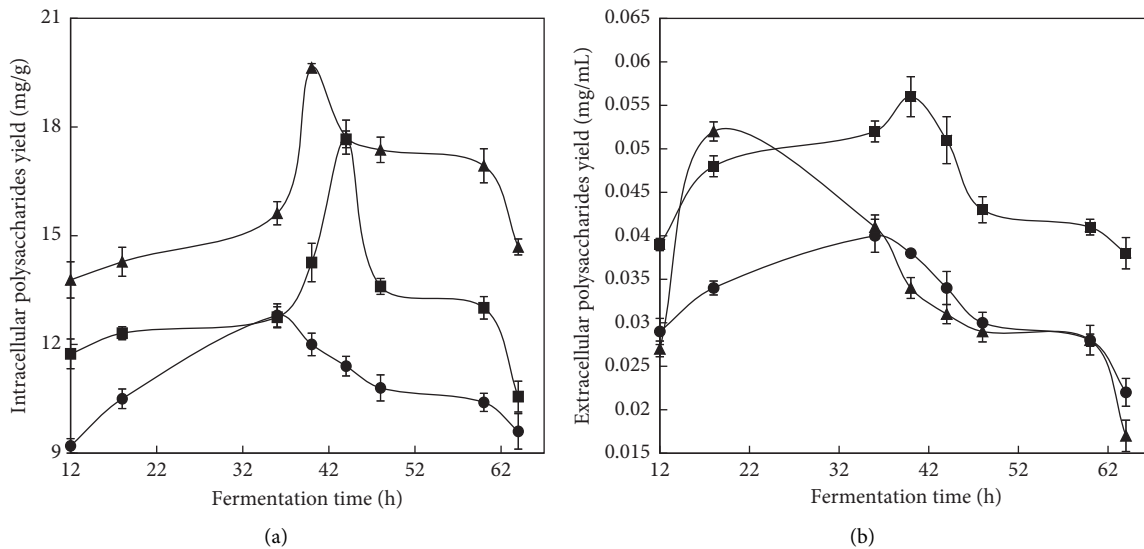 21
18
15
12
9
Intracellular polysaccharides yield (mg/g)
12 22 32 42 52 62
Fermentation time (h)
(a)
0.065
0.06
0.055
0.05
0.045
0.04
0.035
0.03
0.025
0.02
0.015
Extracellular polysaccharides yield (mg/mL)
12 22 32 42 52 62
Fermentation time (h)
(b)